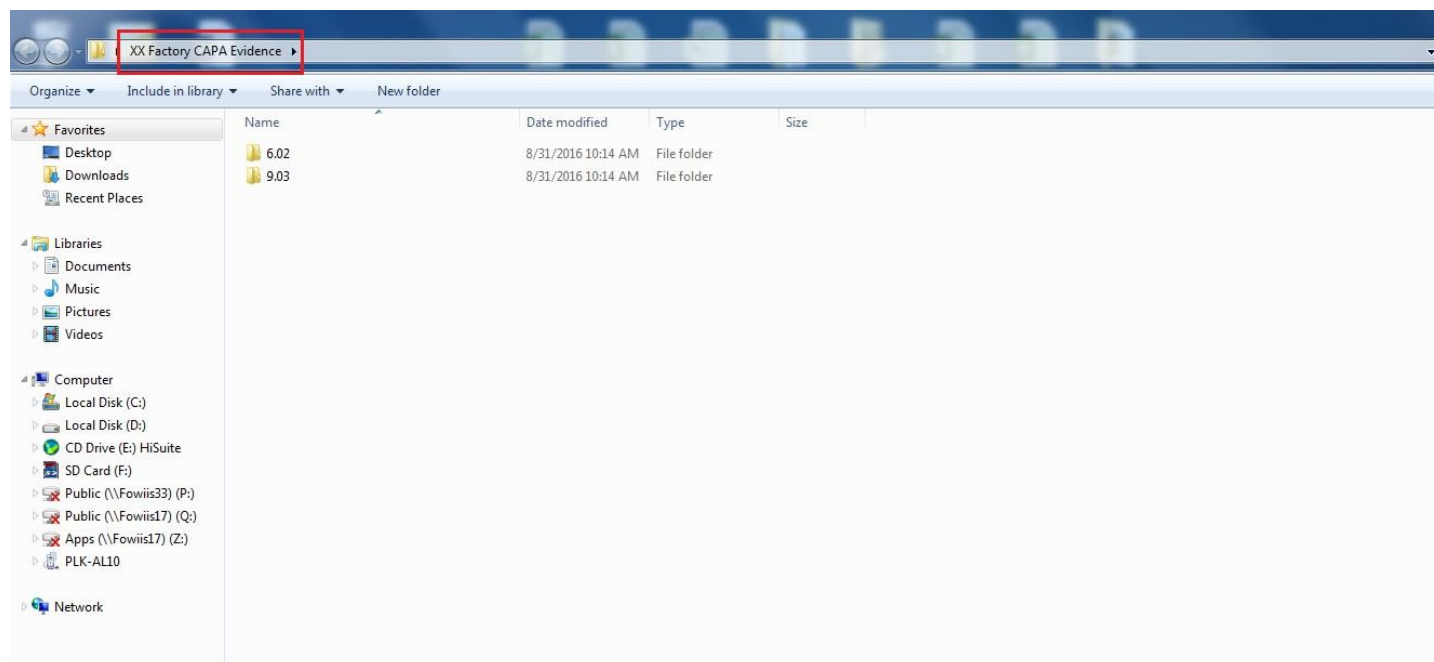 XX Factory CAPA Evidence
Organize Include in library Share with New folder
Favorites
Desktop
Downloads
Recent Places
Libraries
Documents
Music
Pictures
Videos
Computer
Local Disk (C:)
Local Disk (D:)
CD Drive (E:) HiSuite
SD Card (F:)
Public (\\Fowiis33) (P:)
Public (\\Fowiis17) (Q:)
Apps (\\Fowiis17) (Z:)
PLK-AL10
Network
Name Date modified Type Size
6.02 8/31/2016 10:14 AM File folder
9.03 8/31/2016 10:14 AM File folder